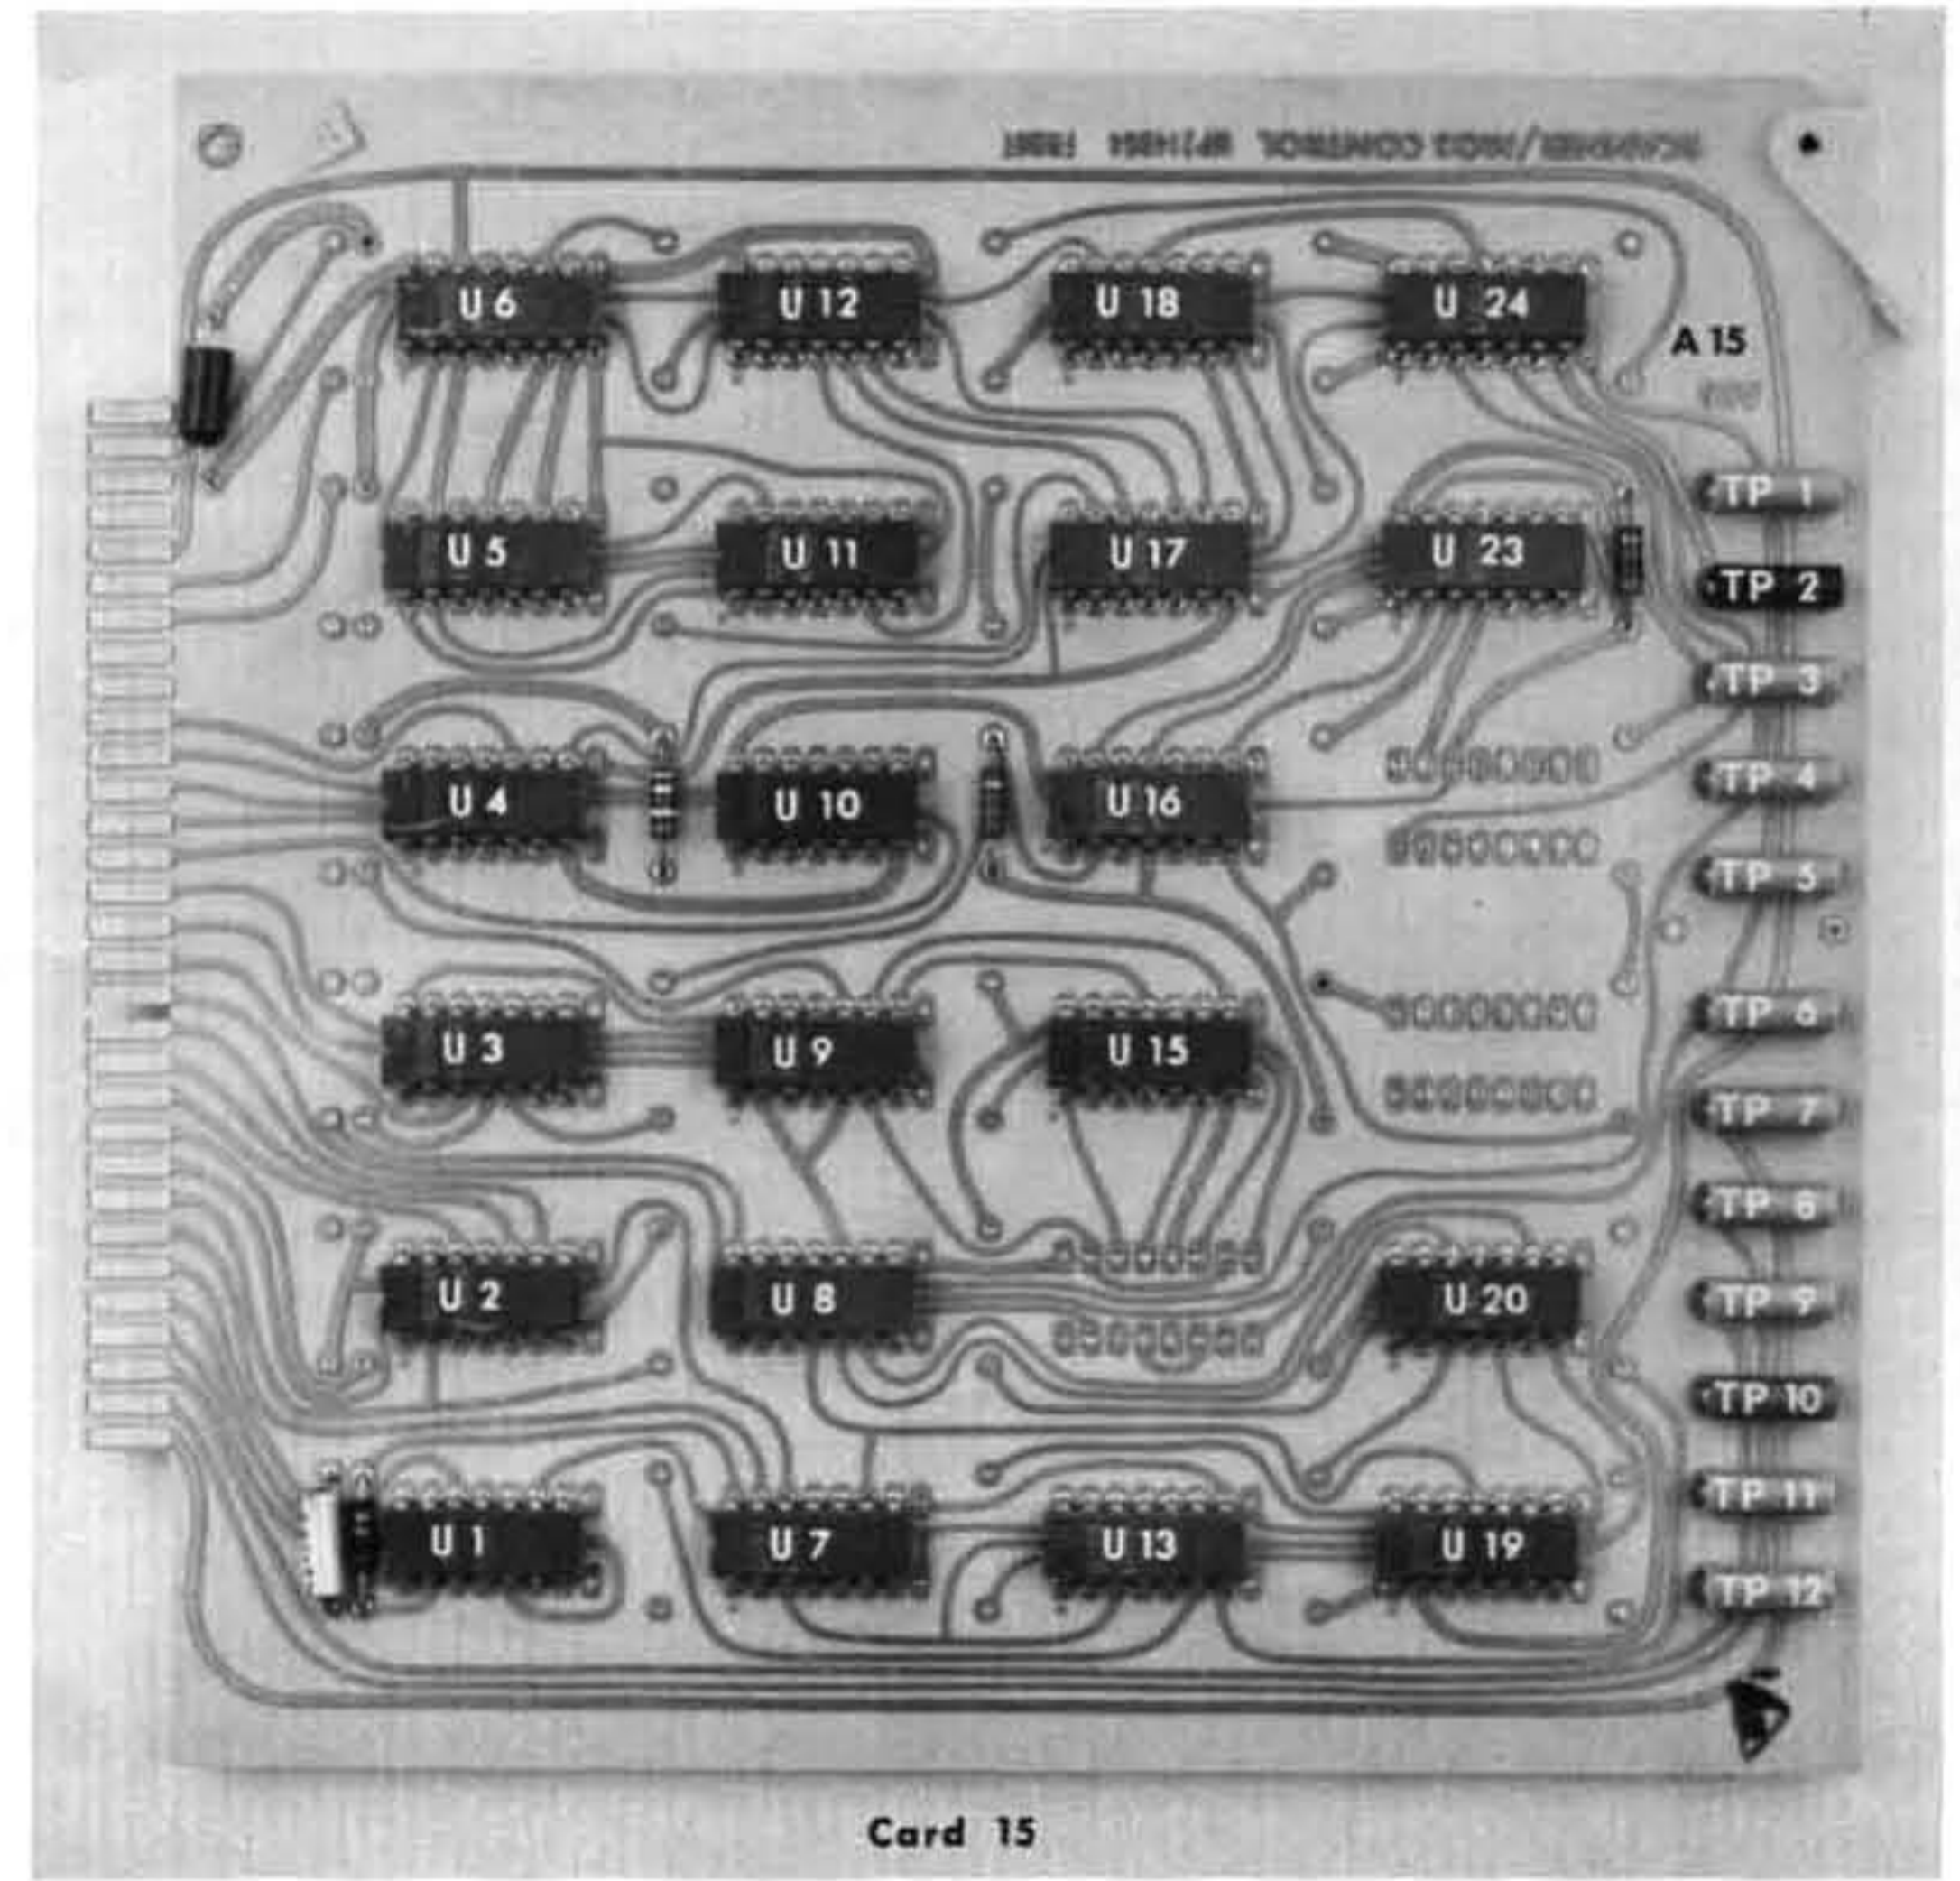 U 6 U 12 U 18 U 24
A 15
TP 1
U 5 U 11 U 17 U 23
TP 2
TP 3
U 4 U 10 U 16
TP 4
TP 5
TP 6
U 3 U 9 U 15
TP 7
TP 8
U 2 U 8 U 20
TP 9
TP 10
TP 11
U 1 U 7 U 13 U 19
TP 12
Card 15